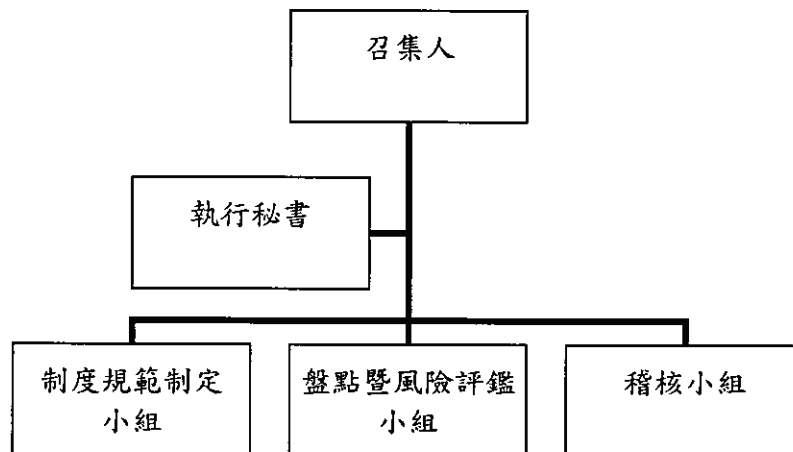 召集人
執行秘書
制度規範制定
小組
盤點暨風險評鑑
小組
稽核小組